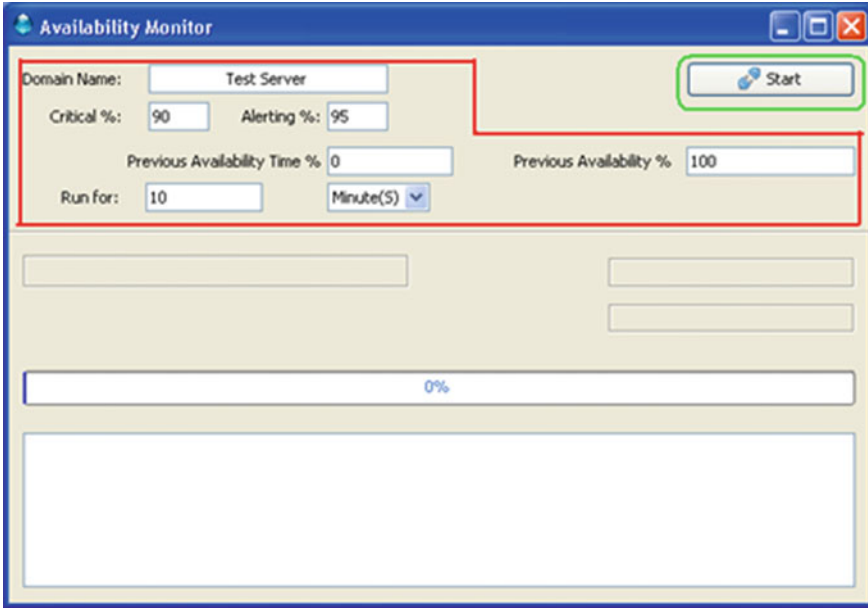 Availability Monitor
Domain Name: Test Server Start
Critical %: 90 Alerting %: 95
Previous Availability Time % 0 Previous Availability % 100
Run for: 10 Minute(S)
0%